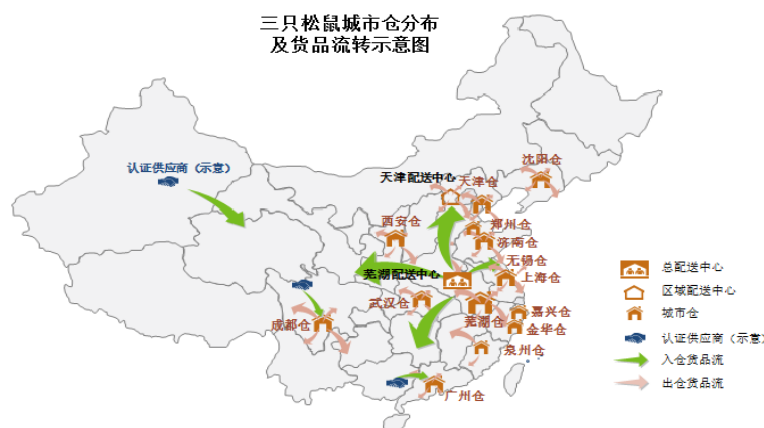 三只松鼠城市仓分布
及货品流转示意图
认证供应商（示意）
沈阳仓
天津配送中心
天津仓
西安仓
郑州仓
济南仓
无锡仓
芜湖配送中心
上海仓
总配送中心
区域配送中心
武汉仓
芜湖仓
嘉兴仓
城市仓
成都仓
金华仓
认证供应商（示意）
泉州仓
入仓货品流
出仓货品流
广州仓